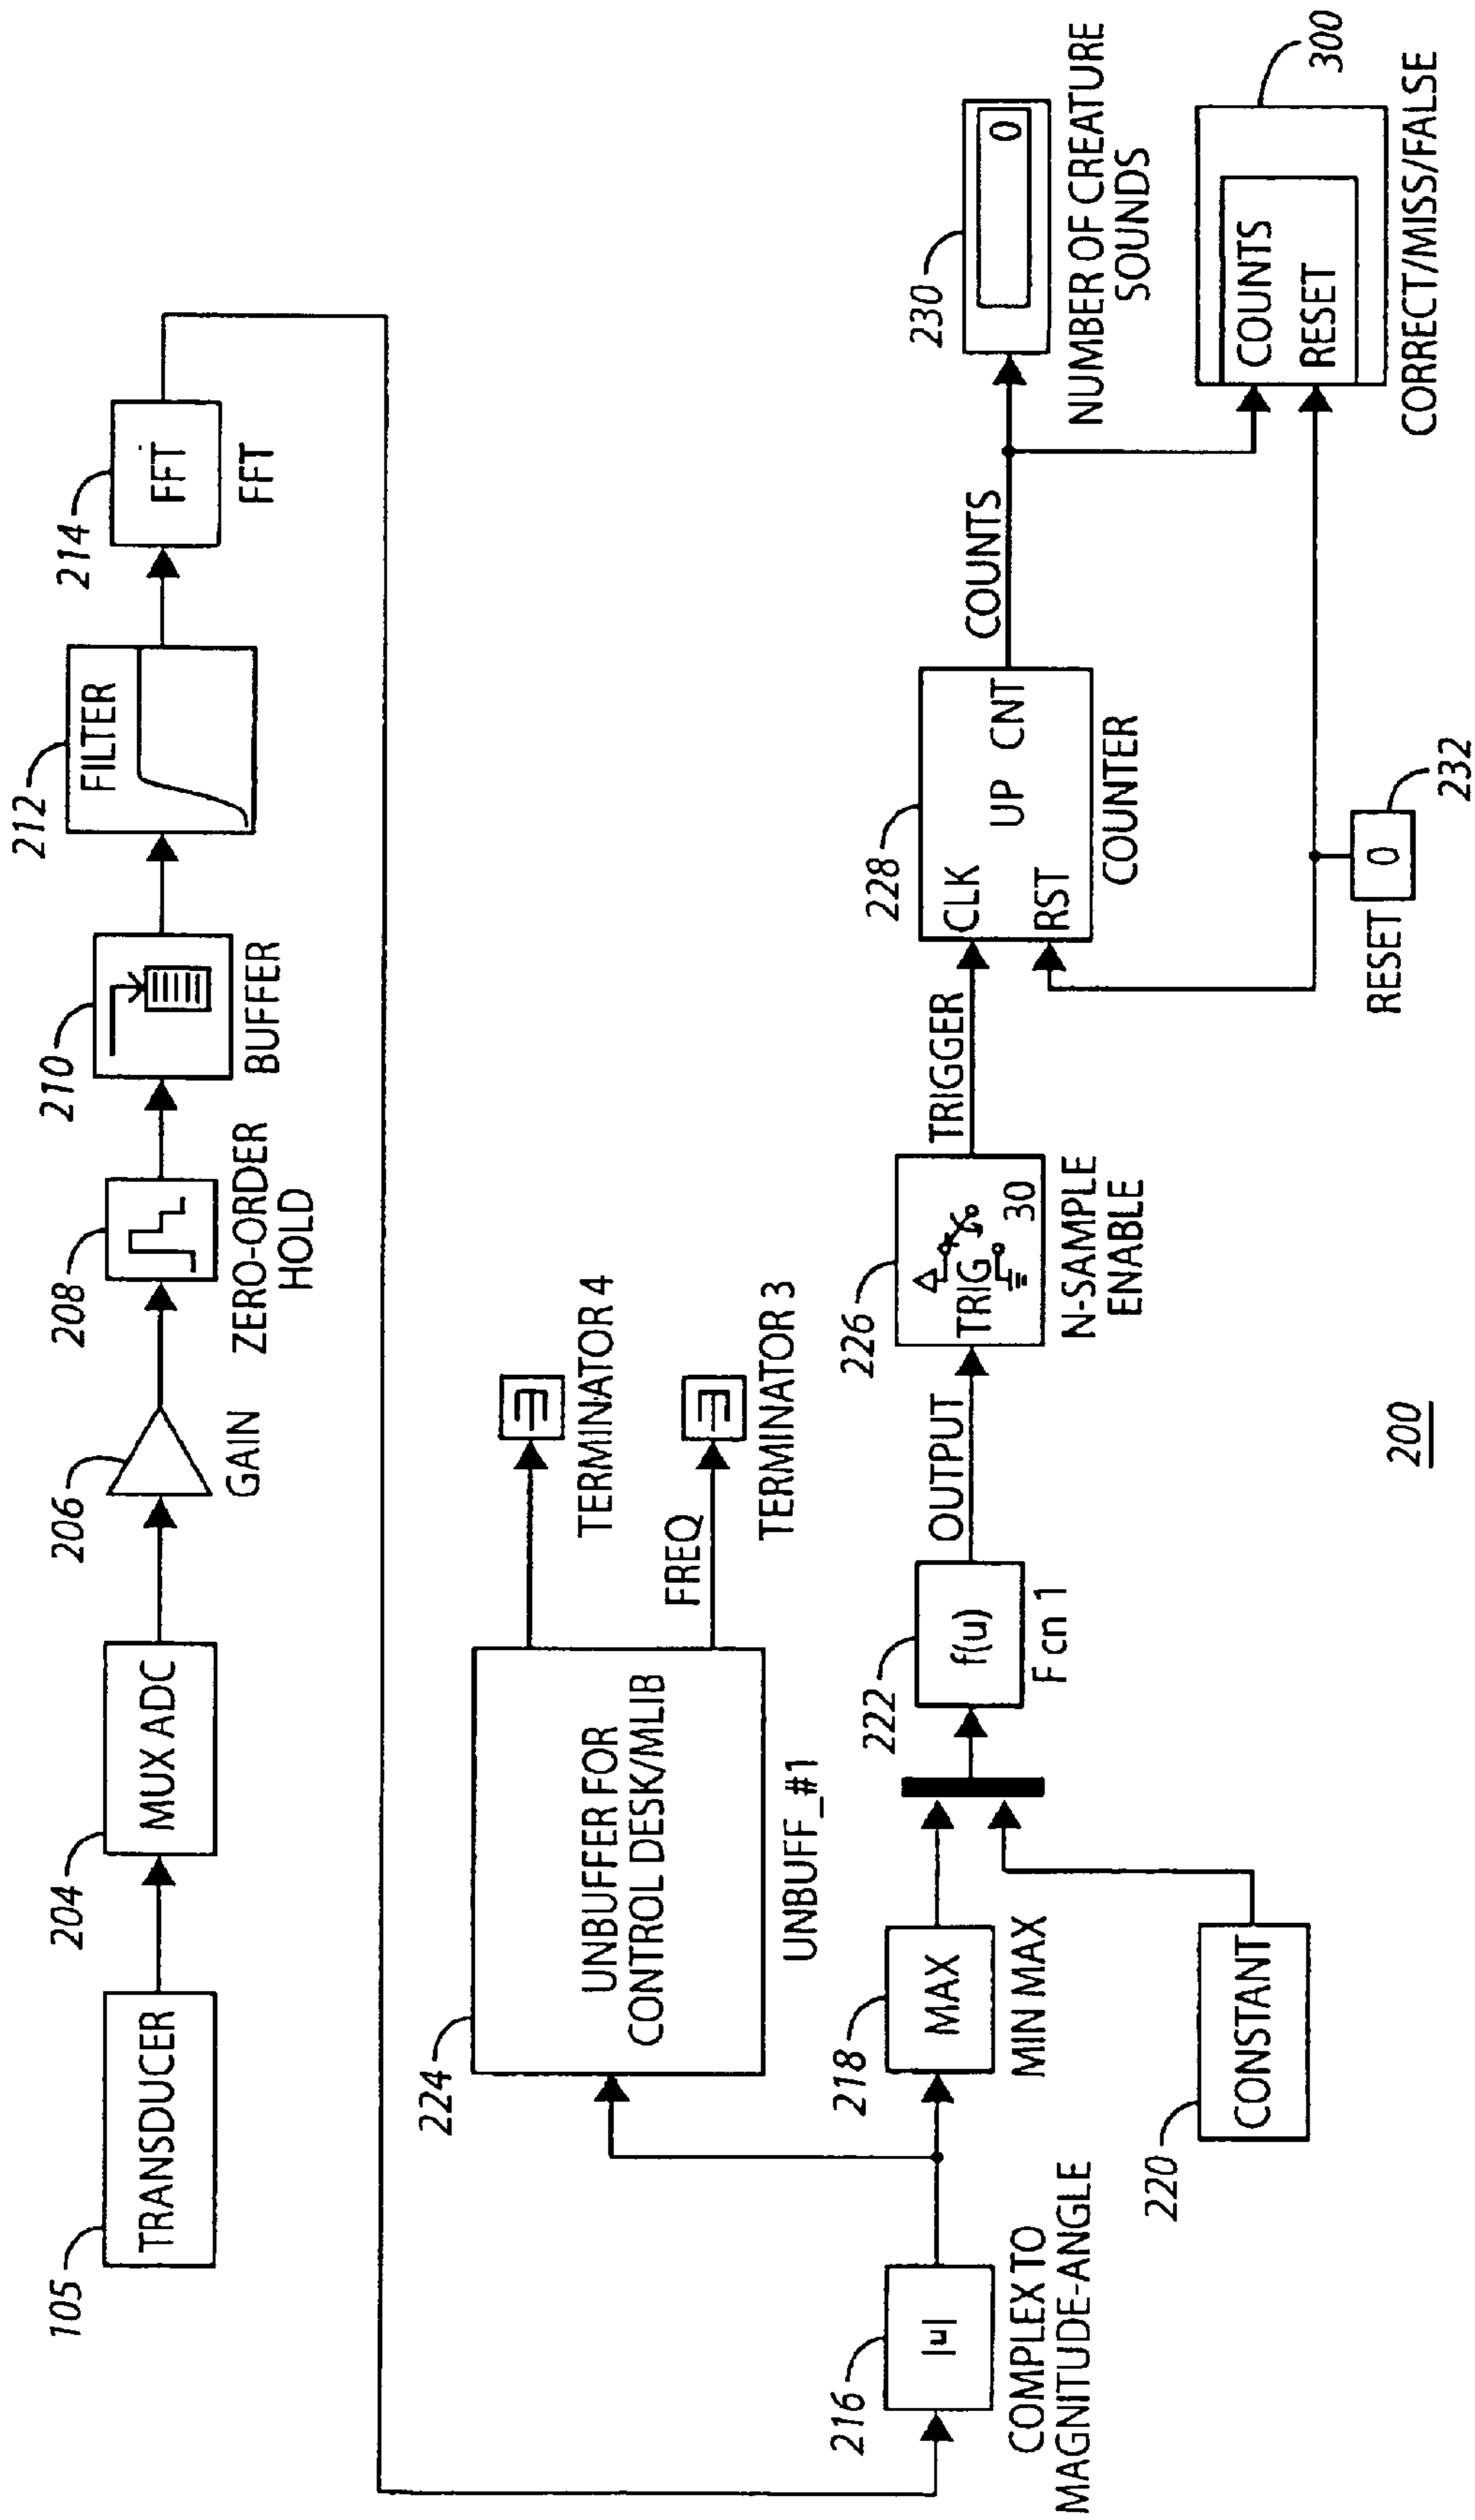 105
TRANSDUCER
204
MUX ADC
206
GAIN
208
ZERO-ORDER
HOLD
210
BUFFER
212
FILTER
214
FFT
FFT
224
UNBUFFER FOR
CONTROL DESK/MLIB
UNBUFF_#1
TERMINATOR 4
FREQ
TERMINATOR 3
216
|u|
COMPLEX TO
MAGNITUDE-ANGLE
218
MAX
MIN MAX
220
CONSTANT
222
f(u)
Fcn1
OUTPUT
226
TRIG
30
N-SAMPLE
ENABLE
TRIGGER
228
CLK
UP CNT
RST
COUNTER
COUNTS
230
0
NUMBER OF CREATURE
SOUNDS
RESET
0
232
COUNTS
RESET
300
CORRECT/MISS/FALSE
200